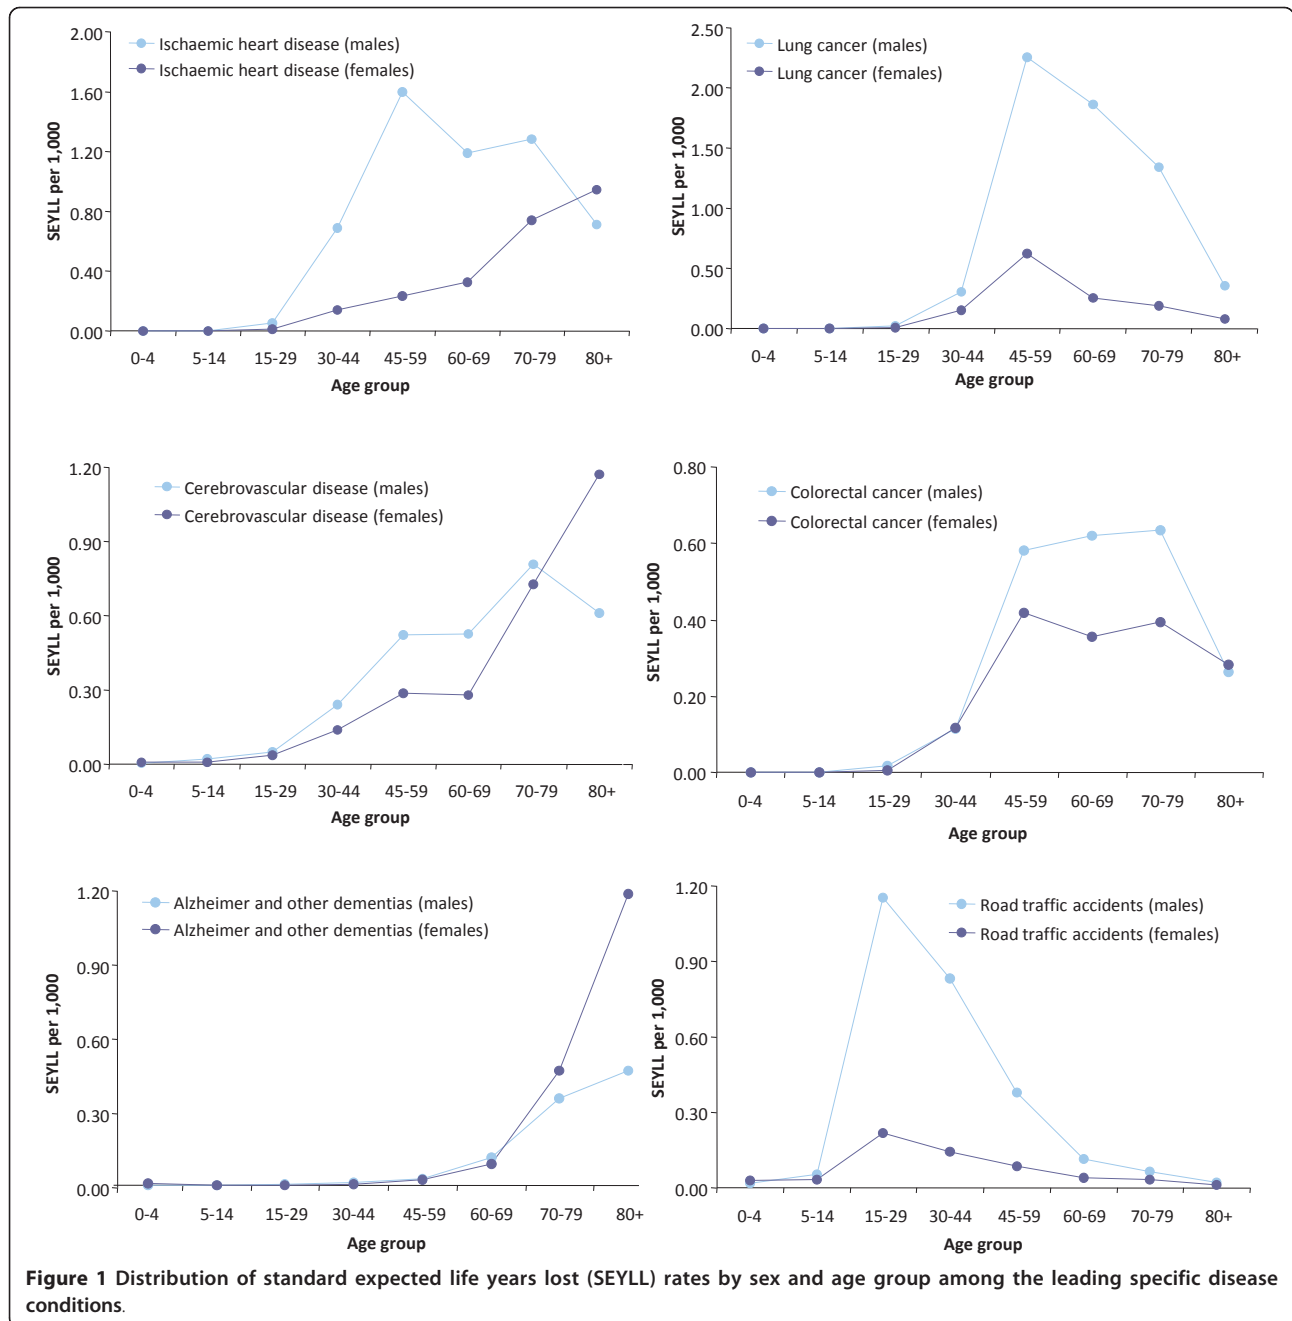 2.00
1.60
1.20
0.80
0.40
0.00
SEYLL per 1,000
Ischaemic heart disease (males)
Ischaemic heart disease (females)
0-4 5-14 15-29 30-44 45-59 60-69 70-79 80+
Age group
2.50
2.00
1.50
1.00
0.50
0.00
SEYLL per 1,000
Lung cancer (males)
Lung cancer (females)
0-4 5-14 15-29 30-44 45-59 60-69 70-79 80+
Age group
1.20
0.90
0.60
0.30
0.00
SEYLL per 1,000
Cerebrovascular disease (males)
Cerebrovascular disease (females)
0-4 5-14 15-29 30-44 45-59 60-69 70-79 80+
Age group
0.80
0.60
0.40
0.20
0.00
SEYLL per 1,000
Colorectal cancer (males)
Colorectal cancer (females)
0-4 5-14 15-29 30-44 45-59 60-69 70-79 80+
Age group
1.20
0.90
0.60
0.30
0.00
SEYLL per 1,000
Alzheimer and other dementias (males)
Alzheimer and other dementias (females)
0-4 5-14 15-29 30-44 45-59 60-69 70-79 80+
Age group
1.20
0.90
0.60
0.30
0.00
SEYLL per 1,000
Road traffic accidents (males)
Road traffic accidents (females)
0-4 5-14 15-29 30-44 45-59 60-69 70-79 80+
Age group
Figure 1 Distribution of standard expected life years lost (SEYLL) rates by sex and age group among the leading specific disease
conditions.